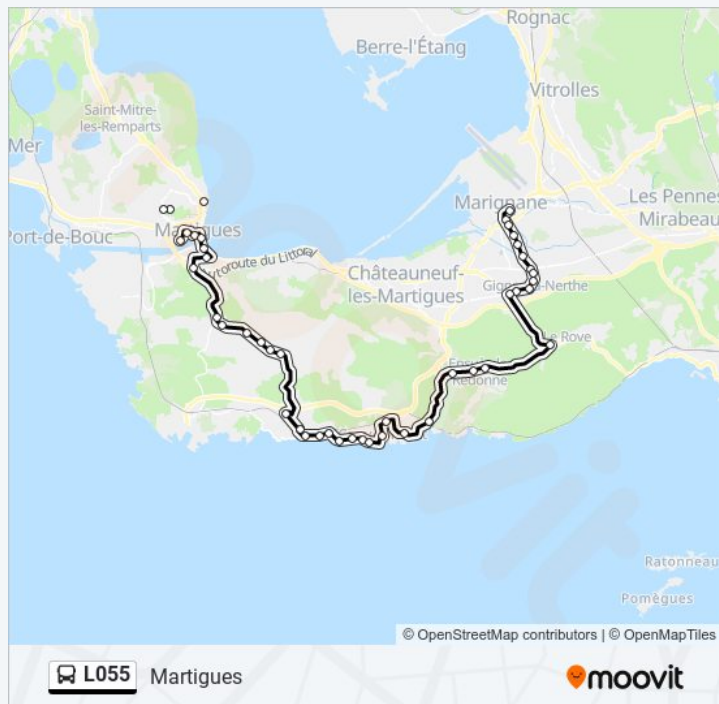 Rognac
Berre-l'Étang
Vitrolles
Saint-Mitre-
les-Remparts
Mer
Marignane
Les Pennes
Mirabeau
Martigues
Port-de-Bouc
Autoroute du Littoral
Châteauneuf-
les-Martigues
Le Rove
Ratonneau
Pomègues
© OpenStreetMap contributors | © OpenMapTiles
L055 Martigues
moovit